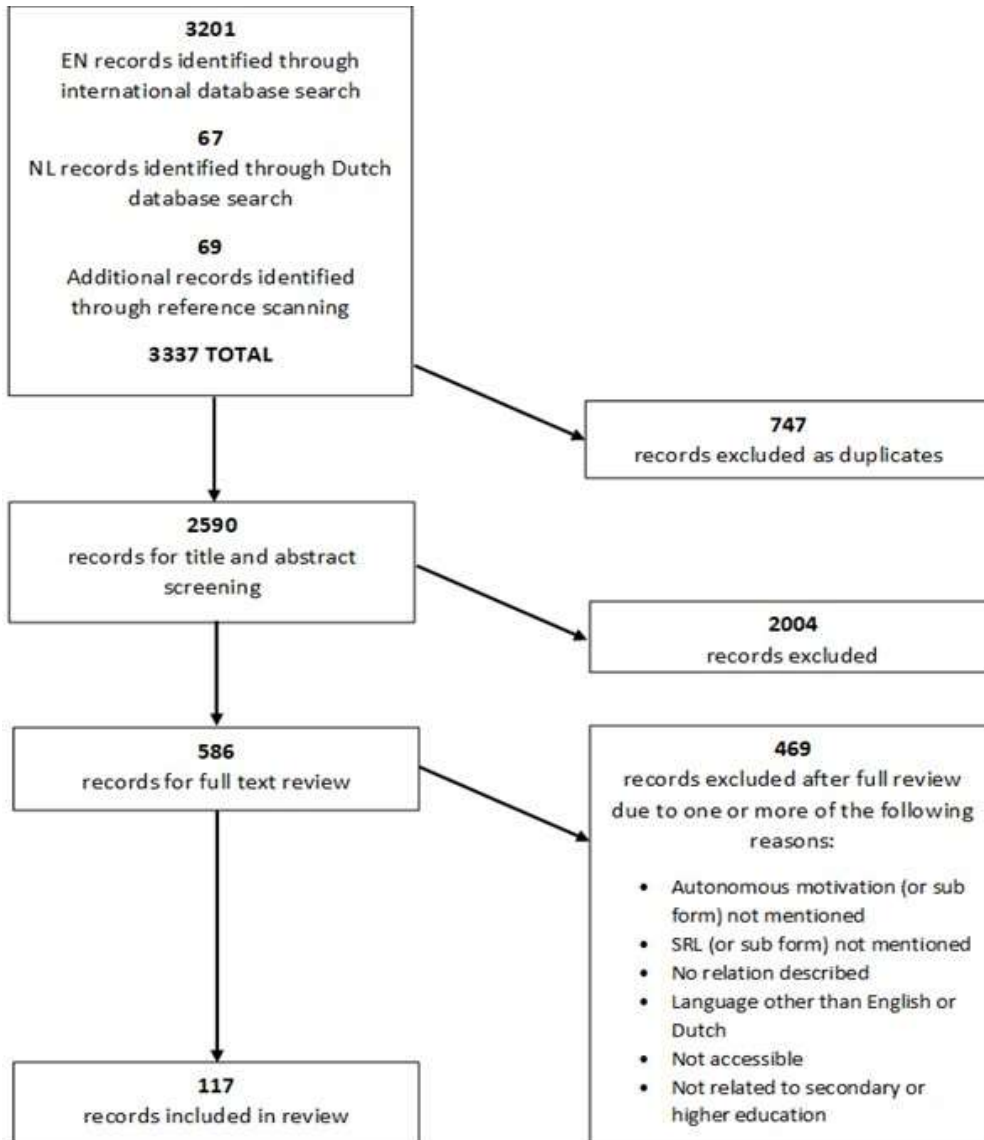 3201
EN records identified through
international database search
67
NL records identified through Dutch
database search
69
Additional records identified
through reference scanning
3337 TOTAL
747
records excluded as duplicates
2590
records for title and abstract
screening
2004
records excluded
586
records for full text review
469
records excluded after full review
due to one or more of the following
reasons:
• Autonomous motivation (or sub
form) not mentioned
• SRL (or sub form) not mentioned
• No relation described
• Language other than English or
Dutch
• Not accessible
• Not related to secondary or
higher education
117
records included in review